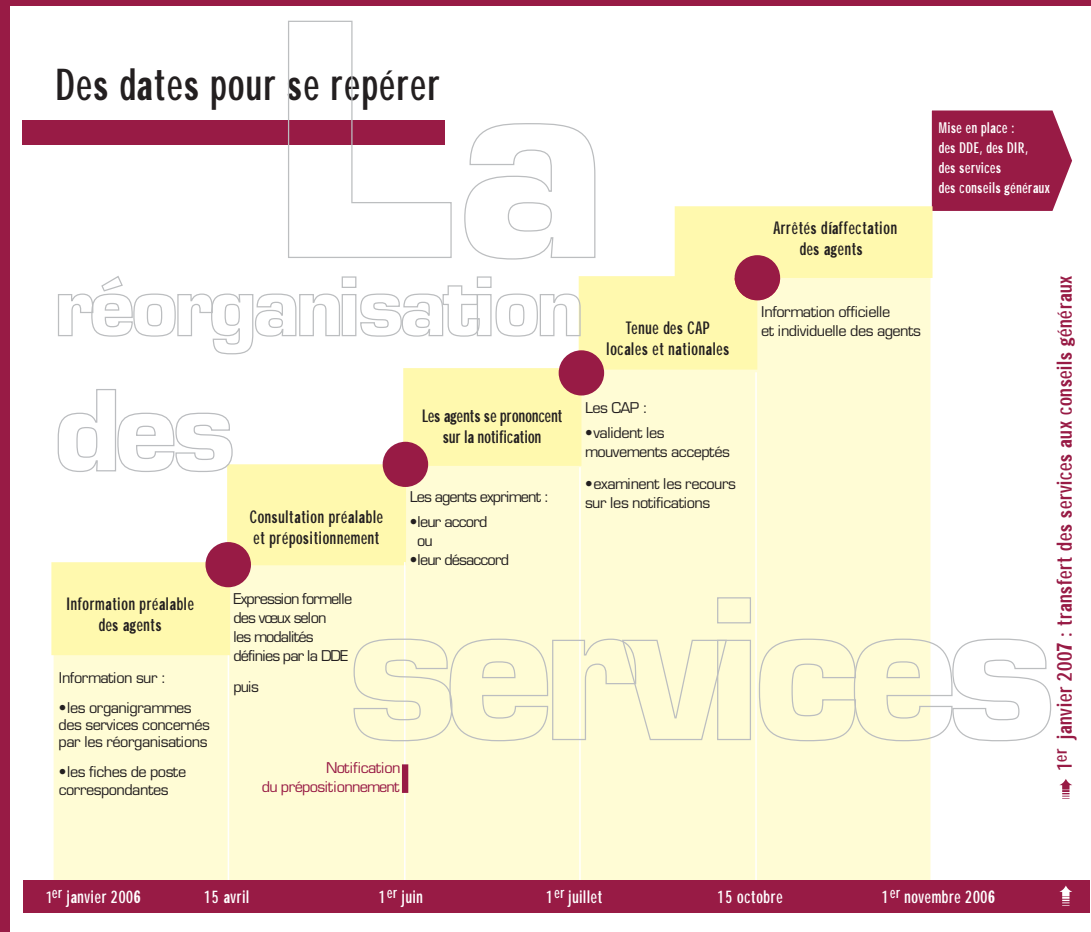 Des dates pour se repérer
La
réorganisation
des
services
Mise en place :
des DDE, des DIR,
des services
des conseils généraux
Arrêtés díaffectation
des agents
Information officielle
et individuelle des agents
Tenue des CAP
locales et nationales
Les CAP :
•valident les
mouvements acceptés
•examinent les recours
sur les notifications
Les agents se prononcent
sur la notification
Les agents expriment :
•leur accord
ou
•leur désaccord
Consultation préalable
et prépositionnement
Expression formelle
des vœux selon
les modalités
définies par la DDE
puis
Notification
du prépositionnement
Information préalable
des agents
Information sur :
•les organigrammes
des services concernés
par les réorganisations
•les fiches de poste
correspondantes
1er janvier 2007 : transfert des services aux conseils généraux
1er janvier 2006
15 avril
1er juin
1er juillet
15 octobre
1er novembre 2006